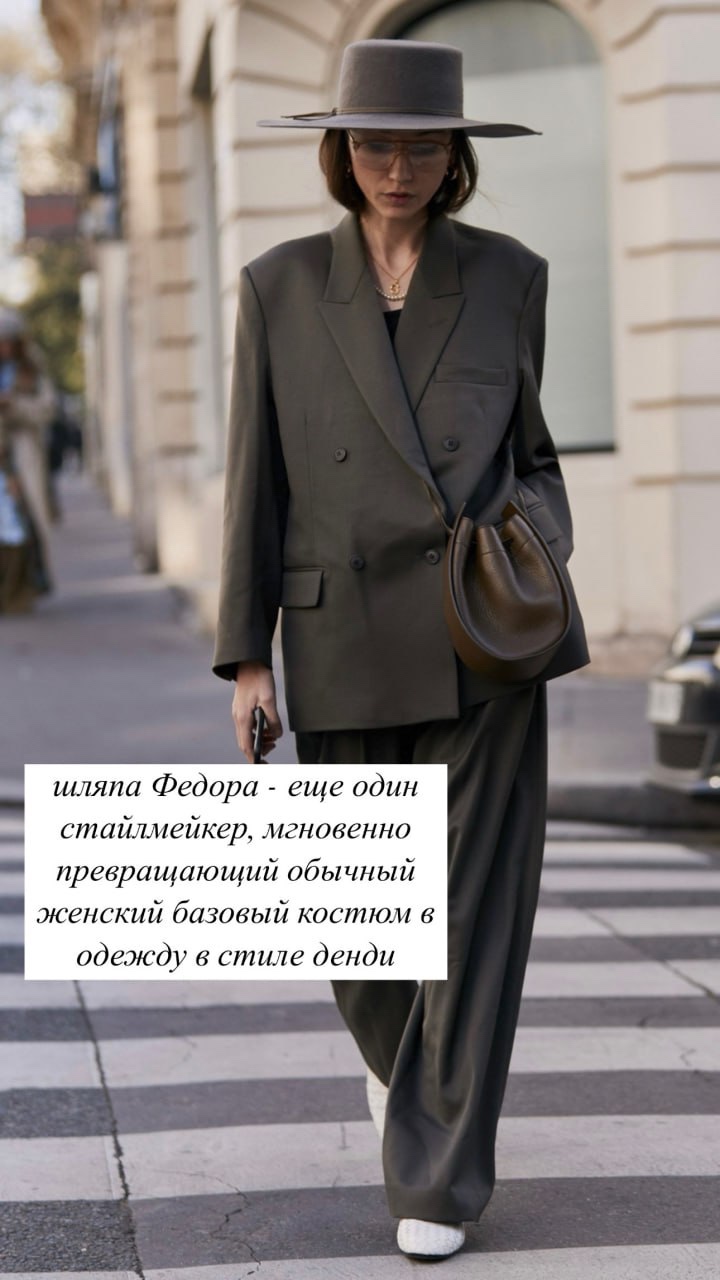 шляпа Федора - еще один
стайлмейкер, мгновенно
превращающий обычный
женский базовый костюм в
одежду в стиле денди